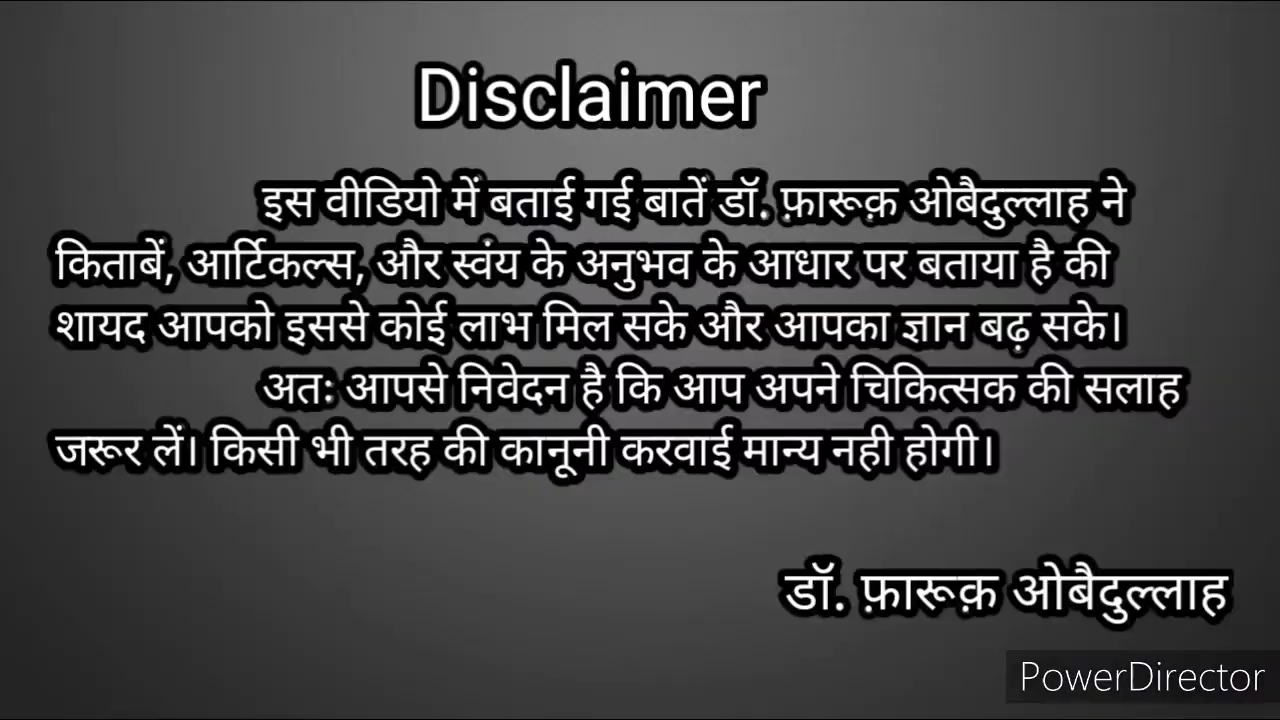 Disclaimer
इस वीडियो में बताई गई बातें डॉ. फ़ारूक़ ओबैदुल्लाह ने
किताबें, आर्टिकल्स, और स्वंय के अनुभव के आधार पर बताया है की
शायद आपको इससे कोई लाभ मिल सके और आपका ज्ञान बढ़ सके।
अतः आपसे निवेदन है कि आप अपने चिकित्सक की सलाह
जरूर लें। किसी भी तरह की कानूनी करवाई मान्य नही होगी।
डॉ. फ़ारूक़ ओबैदुल्लाह
PowerDirector